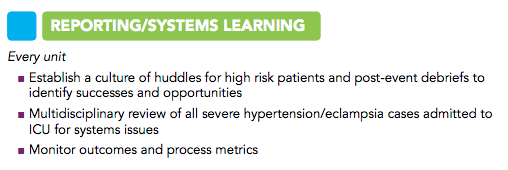 REPORTING/SYSTEMS LEARNING
Every unit
■ Establish a culture of huddles for high risk patients and post-event debriefs to
identify successes and opportunities
■ Multidisciplinary review of all severe hypertension/eclampsia cases admitted to
ICU for systems issues
■ Monitor outcomes and process metrics